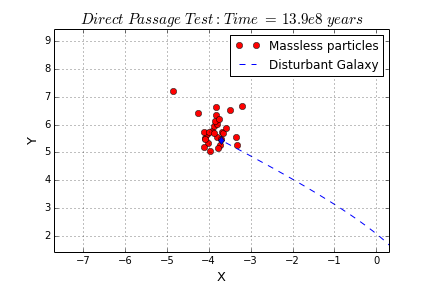 Direct Passage Test : Time = 13.9e8 years
Massless particles
Disturbant Galaxy
Y
9
8
7
6
5
4
3
2
−7 −6 −5 −4 −3 −2 −1 0
X